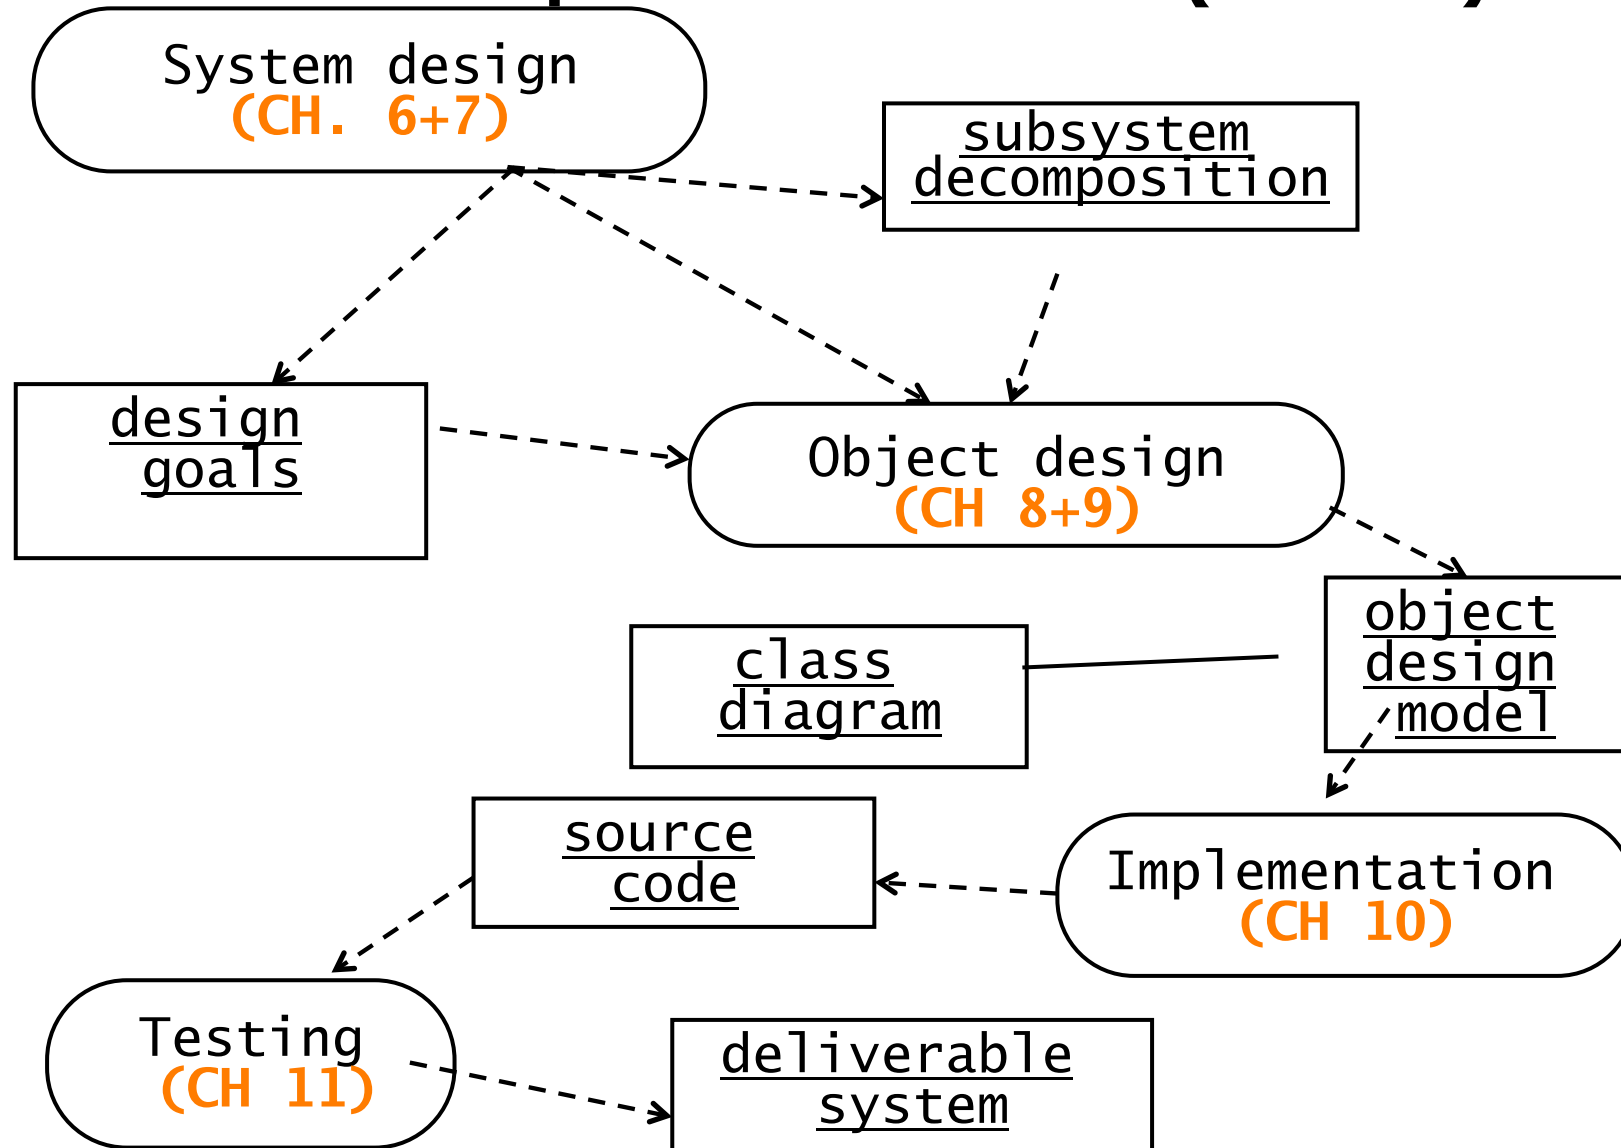 System design
(CH. 6+7)
subsystem
decomposition
design
goals
Object design
(CH 8+9)
object
design
model
class
diagram
source
code
Implementation
(CH 10)
Testing
(CH 11)
deliverable
system